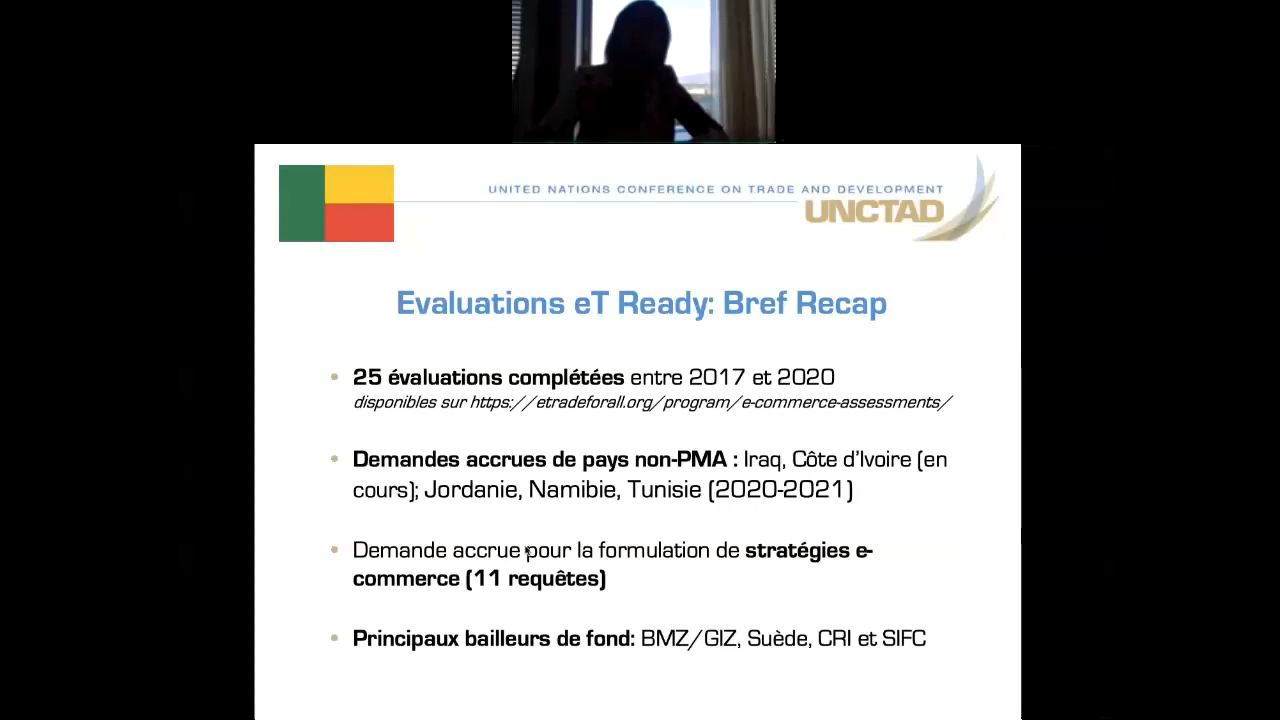 UNITED NATIONS CONFERENCE ON TRADE AND DEVELOPMENT
UNCTAD
Evaluations eT Ready: Bref Recap
• 25 évaluations complétées entre 2017 et 2020
disponibles sur https://etradeforall.org/program/e-commerce-assessments/
• Demandes accrues de pays non-PMA : Iraq, Côte d'Ivoire (en
cours); Jordanie, Namibie, Tunisie (2020-2021)
• Demande accrue pour la formulation de stratégies e-
commerce (11 requêtes)
• Principaux bailleurs de fond: BMZ/GIZ, Suède, CRI et SIFC